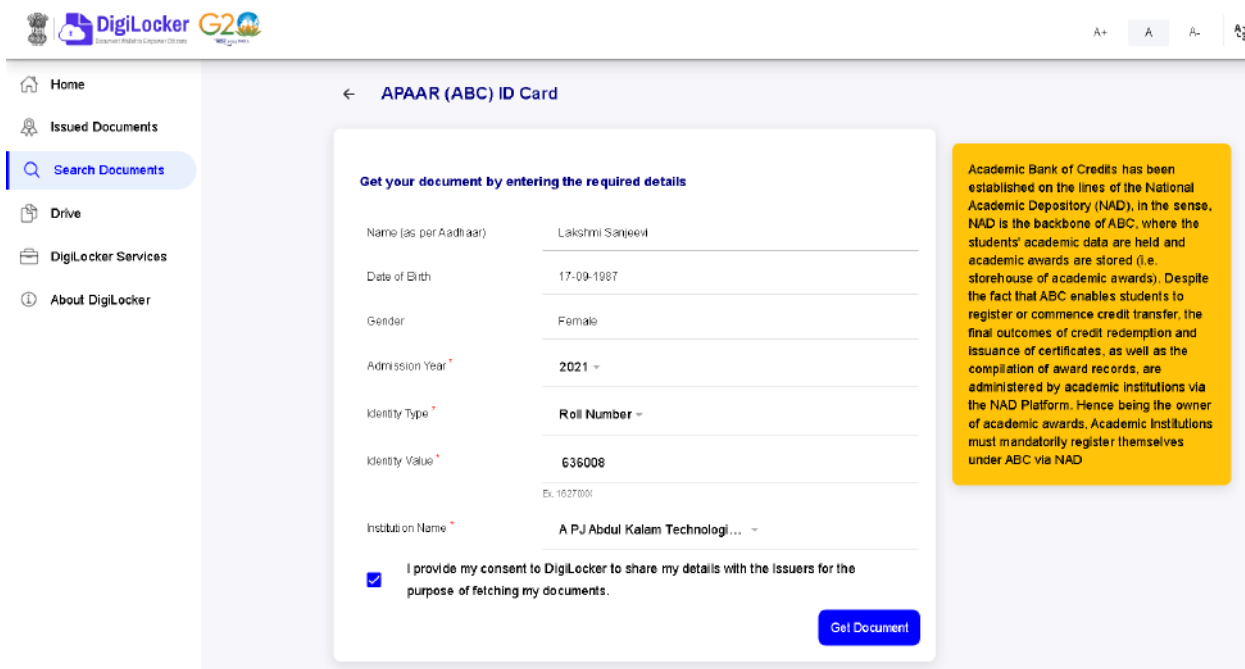 DigiLocker
Document Wallet to Empower Citizens
A+ A A-
Home
Issued Documents
Search Documents
Drive
DigiLocker Services
About DigiLocker
APAAR (ABC) ID Card
Get your document by entering the required details
Name (as per Aadhaar) Lakshmi Sanjeevi
Date of Birth 17-09-1987
Gender Female
Admission Year * 2021
Identity Type * Roll Number
Identity Value * 636008
Institution Name * A P J Abdul Kalam Technologi...
I provide my consent to DigiLocker to share my details with the Issuers for the
purpose of fetching my documents.
Get Document
Academic Bank of Credits has been
established on the lines of the National
Academic Depository (NAD), in the sense,
NAD is the backbone of ABC, where the
students' academic data are held and
academic awards are stored (i.e.
storehouse of academic awards). Despite
the fact that ABC enables students to
register or commence credit transfer, the
final outcomes of credit redemption and
issuance of certificates, as well as the
compilation of award records, are
administered by academic institutions via
the NAD Platform. Hence being the owner
of academic awards, Academic Institutions
must mandatorily register themselves
under ABC via NAD